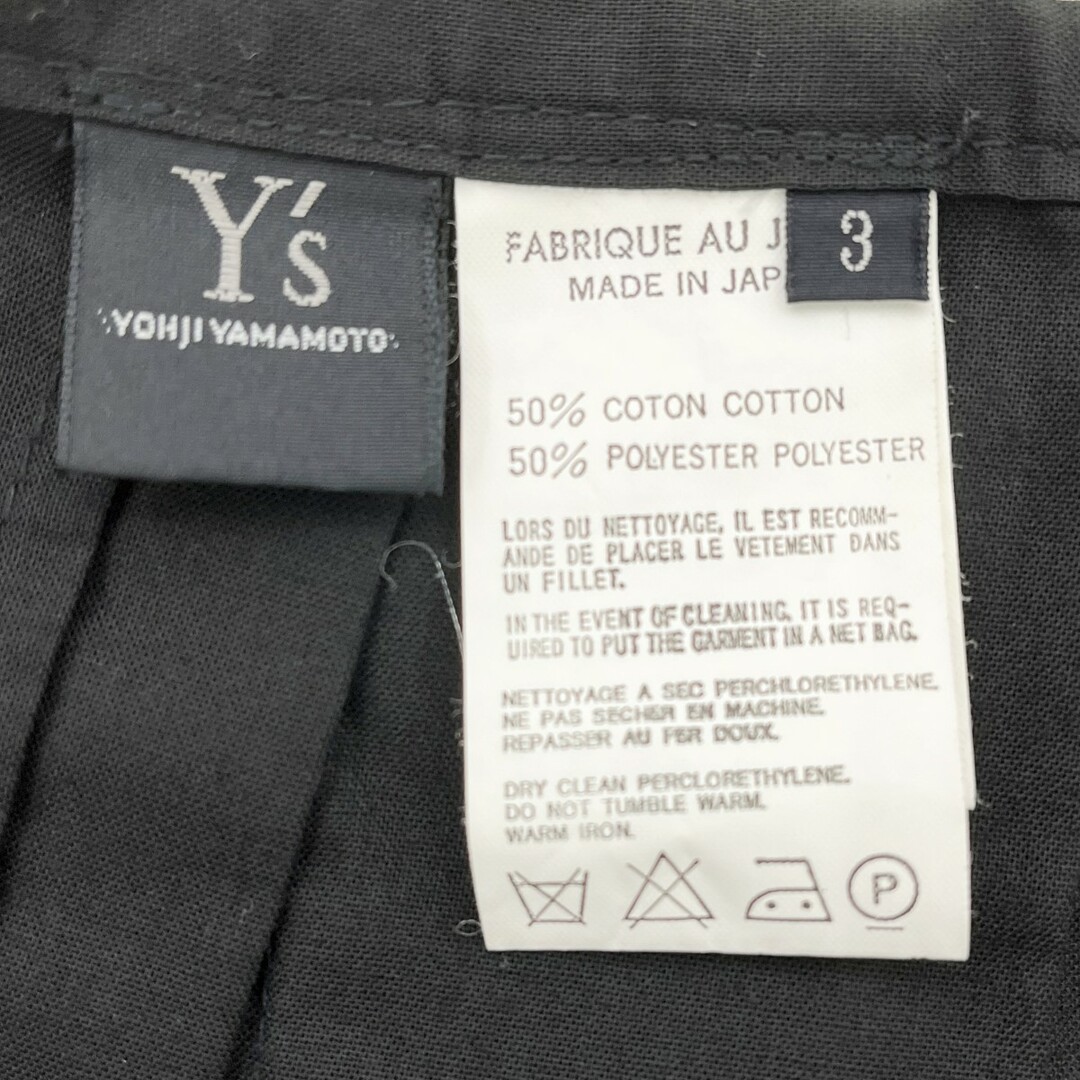 Y's
YOHJI YAMAMOTO
3
FABRIQUE AU J
MADE IN JAP
50% COTON COTTON
50% POLYESTER POLYESTER
LORS DU NETTOYAGE, IL EST RECOMM-
ANDE DE PLACER LE VETEMENT DANS
UN FILLET.
IN THE EVENT OF CLEANING, IT IS REQ-
UIRED TO PUT THE GARMENT IN A NET BAG.
NETTOYAGE A SEC PERCHLORETHYLENE.
NE PAS SECHER EN MACHINE.
REPASSER AU FER DOUX.
DRY CLEAN PERCLORETHYLENE.
DO NOT TUMBLE WARM.
WARM IRON.
P